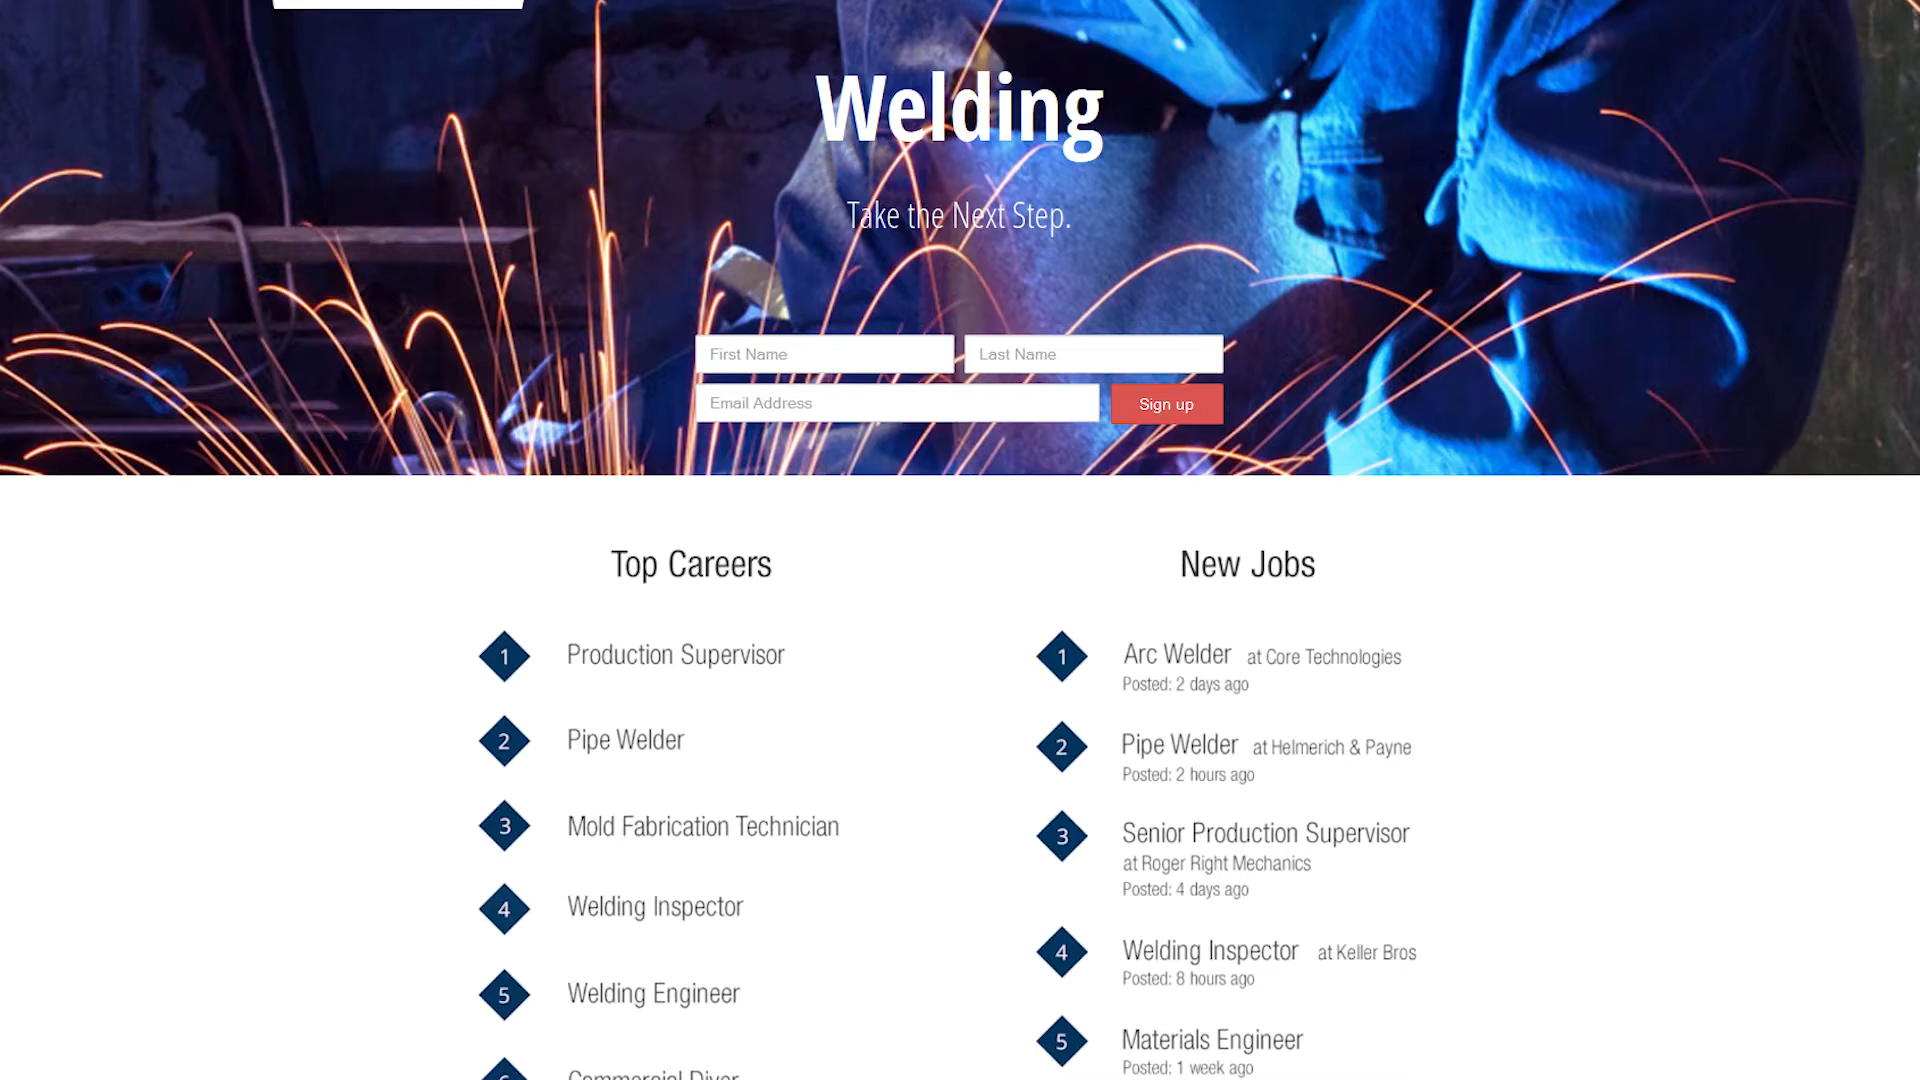 Welding
Take the Next Step.
First Name
Last Name
Email Address
Sign up
Top Careers
1 Production Supervisor
2 Pipe Welder
3 Mold Fabrication Technician
4 Welding Inspector
5 Welding Engineer
Commercial Diver
New Jobs
1 Arc Welder at Core Technologies
Posted: 2 days ago
2 Pipe Welder at Helmerich & Payne
Posted: 2 hours ago
3 Senior Production Supervisor
at Roger Right Mechanics
Posted: 4 days ago
4 Welding Inspector at Keller Bros
Posted: 8 hours ago
5 Materials Engineer
Posted: 1 week ago